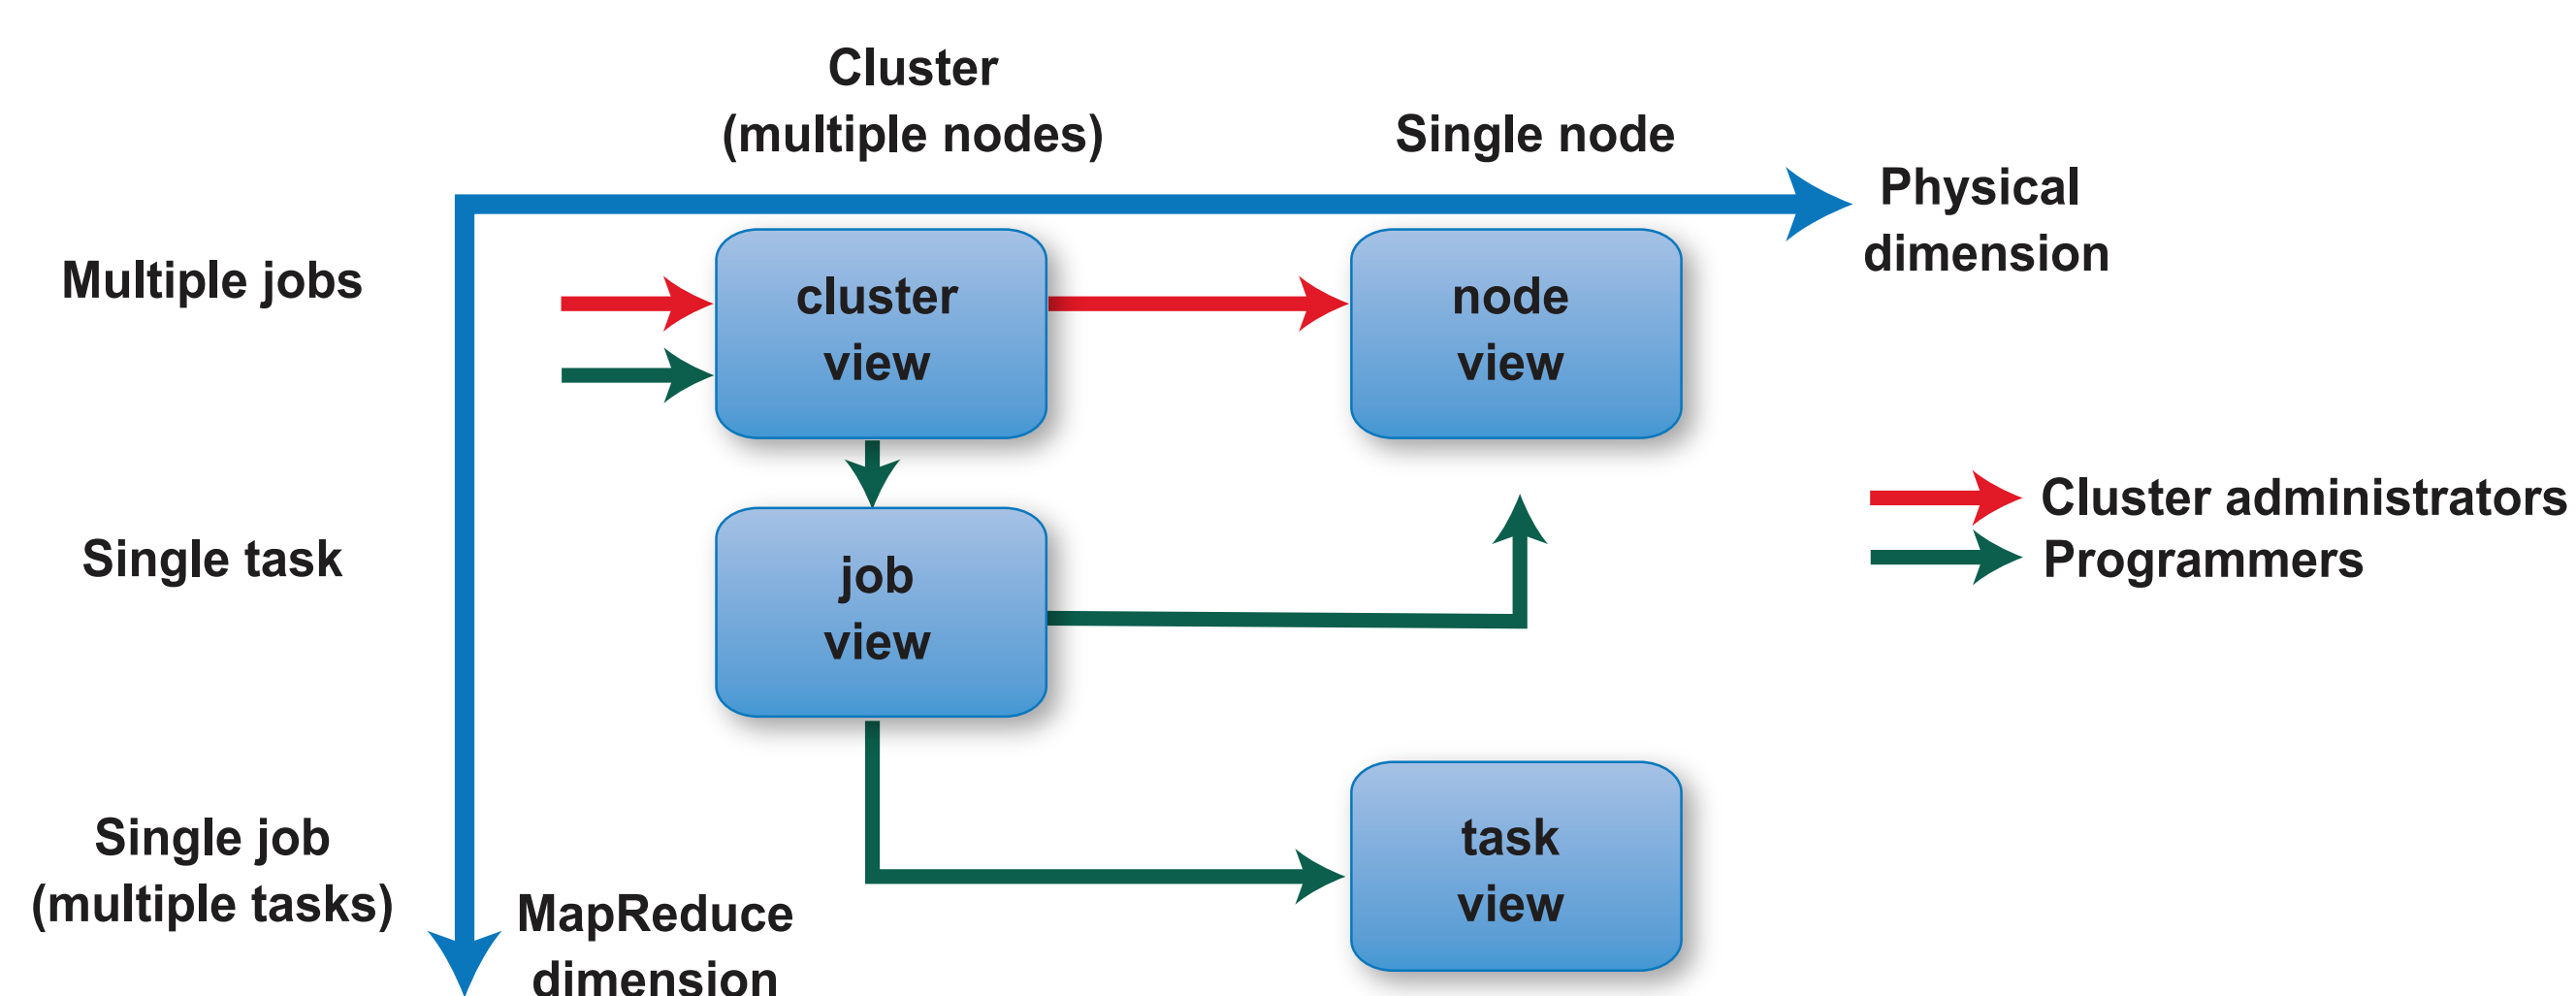 Cluster
(multiple nodes)
Single node
Physical
dimension
Multiple jobs
cluster
view
node
view
Cluster administrators
Programmers
Single task
job
view
Single job
(multiple tasks)
task
view
MapReduce
dimension